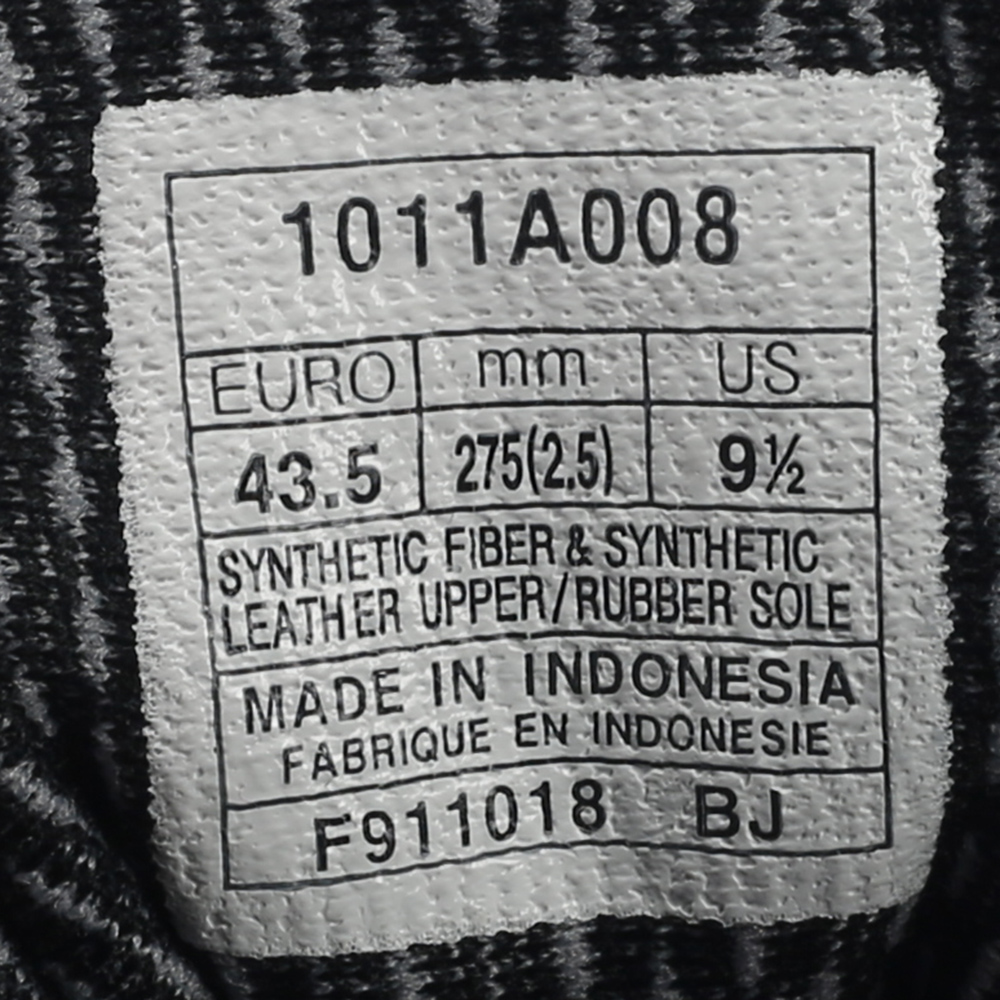 1011A008
EURO mm US
43.5 275(2.5) 9½
SYNTHETIC FIBER & SYNTHETIC
LEATHER UPPER/RUBBER SOLE
MADE IN INDONESIA
FABRIQUE EN INDONESIE
F911018 BJ